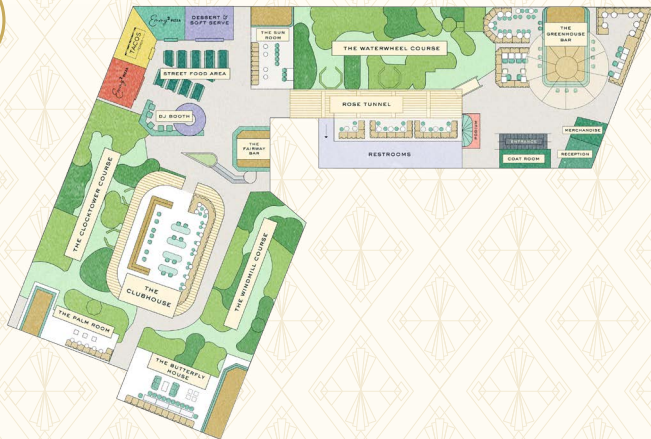 DESSERT &
SOFT SERVE
TACOS
THE SUN
ROOM
THE WATERWHEEL COURSE
THE
GREENHOUSE
BAR
STREET FOOD AREA
ROSE TUNNEL
DJ BOOTH
PODIUM
MERCHANDISE
ENTRANCE
THE
FAIRWAY
BAR
RESTROOMS
COAT ROOM
RECEPTION
THE CLOCKTOWER COURSE
THE WINDMILL COURSE
THE
CLUBHOUSE
THE PALM ROOM
THE BUTTERFLY
HOUSE